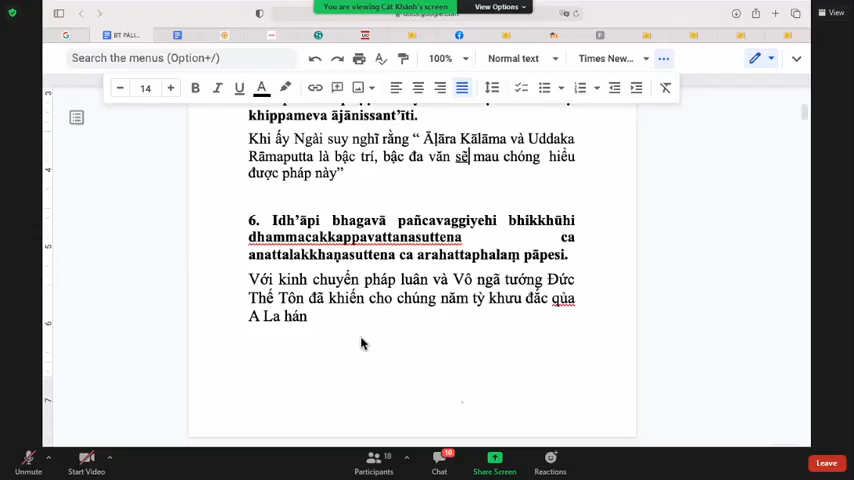 You are viewing Cát Khánh's screen
View Options
View
BT PALI
Search the menus (Option+/)
100%
Normal text
Times New...
14
khippameva ājānissant'īti.
Khi ấy Ngài suy nghĩ rằng “ Āḷāra Kālāma và Uddaka
Rāmaputta là bậc trí, bậc đa văn sẽ mau chóng hiểu
được pháp này”
6. Idh'āpi bhagavā pañcavaggiyehi bhikkhūhi
dhammacakkappavattanasuttena ca
anattalakkhaṇasuttena ca arahattaphalaṃ pāpesi.
Với kinh chuyển pháp luân và Vô ngã tướng Đức
Thế Tôn đã khiến cho chúng năm tỳ khưu đắc qủa
A La hán
3
4
5
6
7
18
10
Unmute
Start Video
Participants
Chat
Share Screen
Reactions
Leave